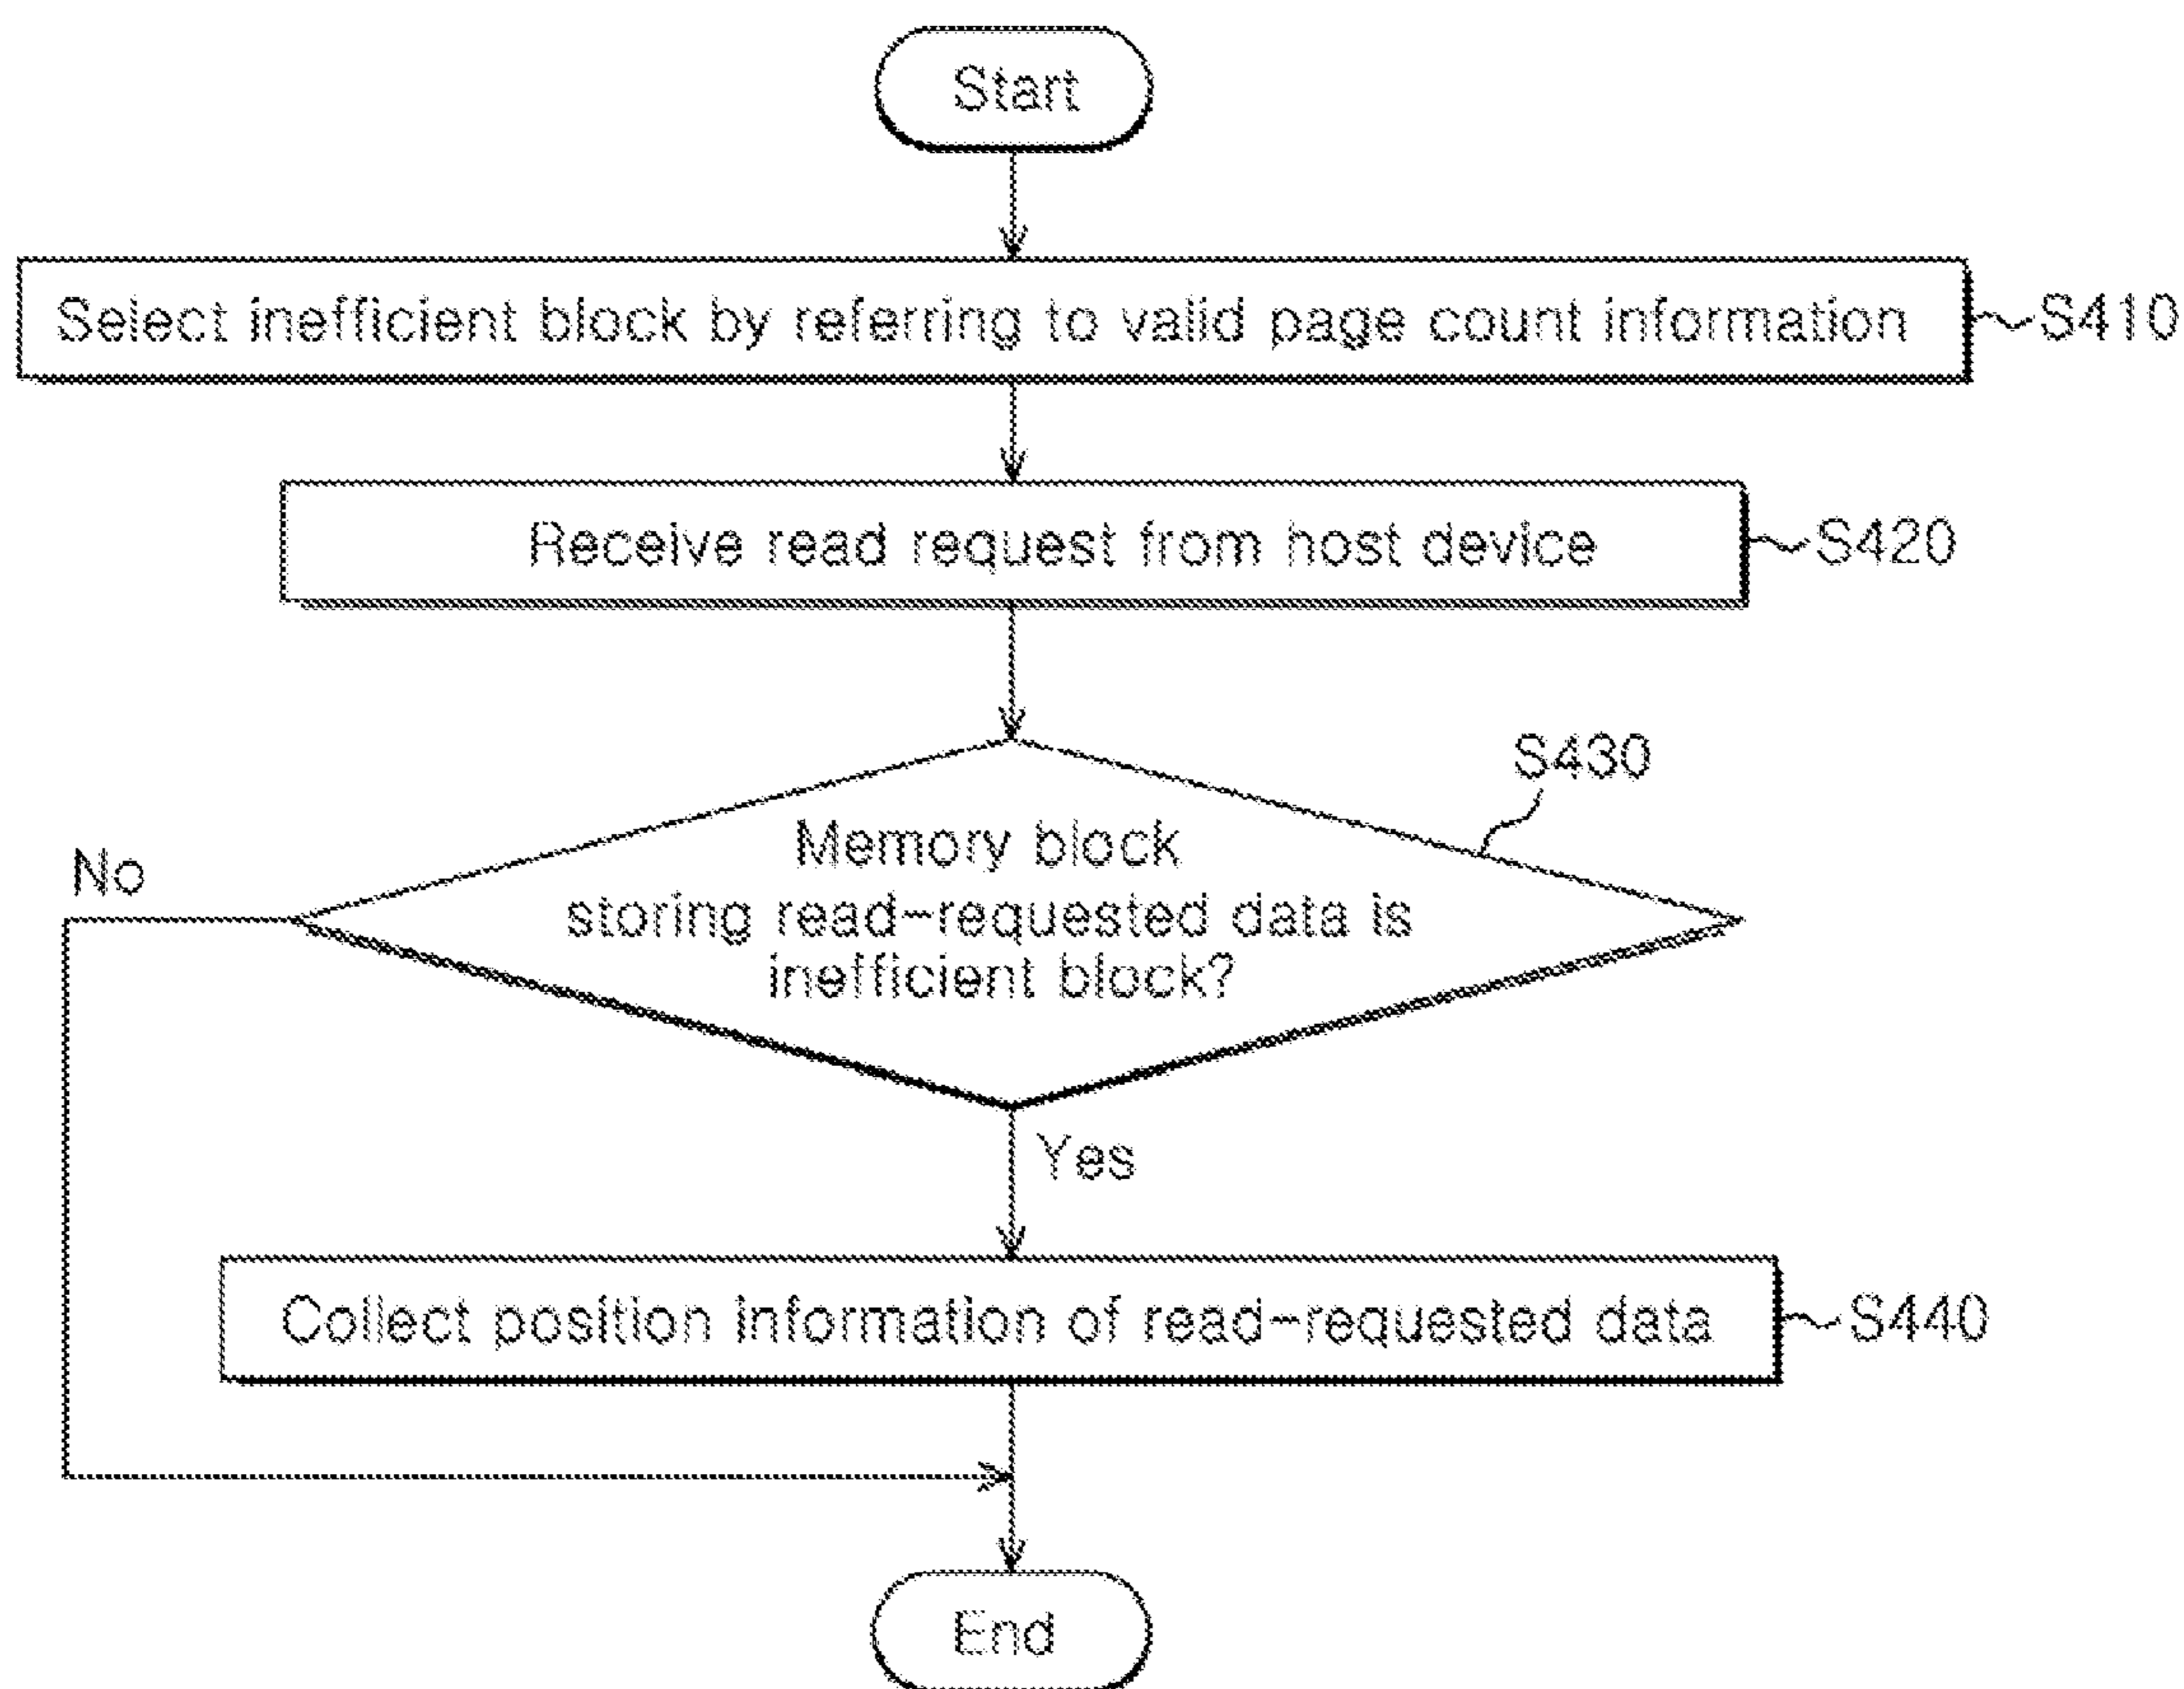 Start
Select inefficient block by referring to valid page count information
S410
Receive read request from host device
S420
S430
Memory block
storing read-requested data is
inefficient block?
No
Yes
Collect position information of read-requested data
S440
End